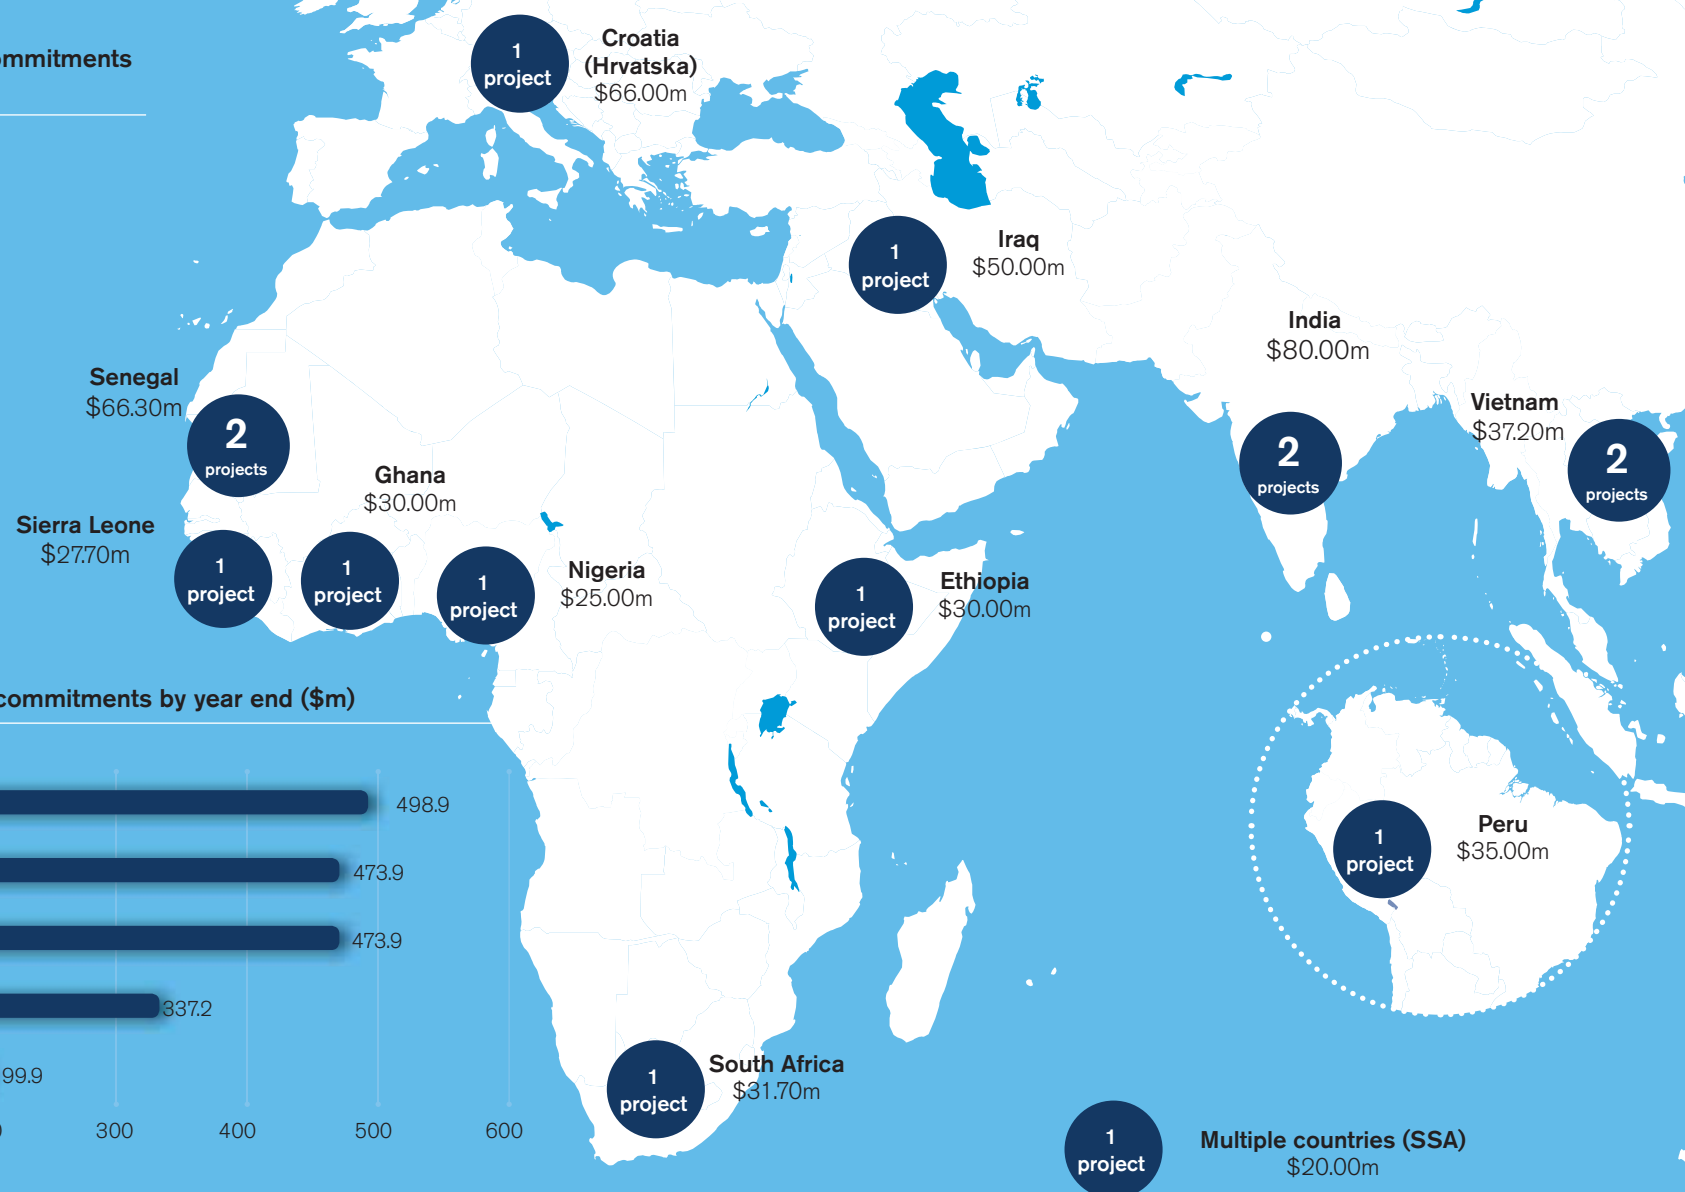 1
project
Croatia
(Hrvatska)
$66.00m
1
project
Iraq
$50.00m
India
$80.00m
2
projects
Vietnam
$37.20m
2
projects
Senegal
$66.30m
2
projects
Ghana
$30.00m
1
project
Sierra Leone
$27.70m
1
project
1
project
Nigeria
$25.00m
1
project
Ethiopia
$30.00m
commitments by year end ($m)
498.9
473.9
473.9
337.2
99.9
300 400 500 600
1
project
Peru
$35.00m
1
project
South Africa
$31.70m
1
project
Multiple countries (SSA)
$20.00m